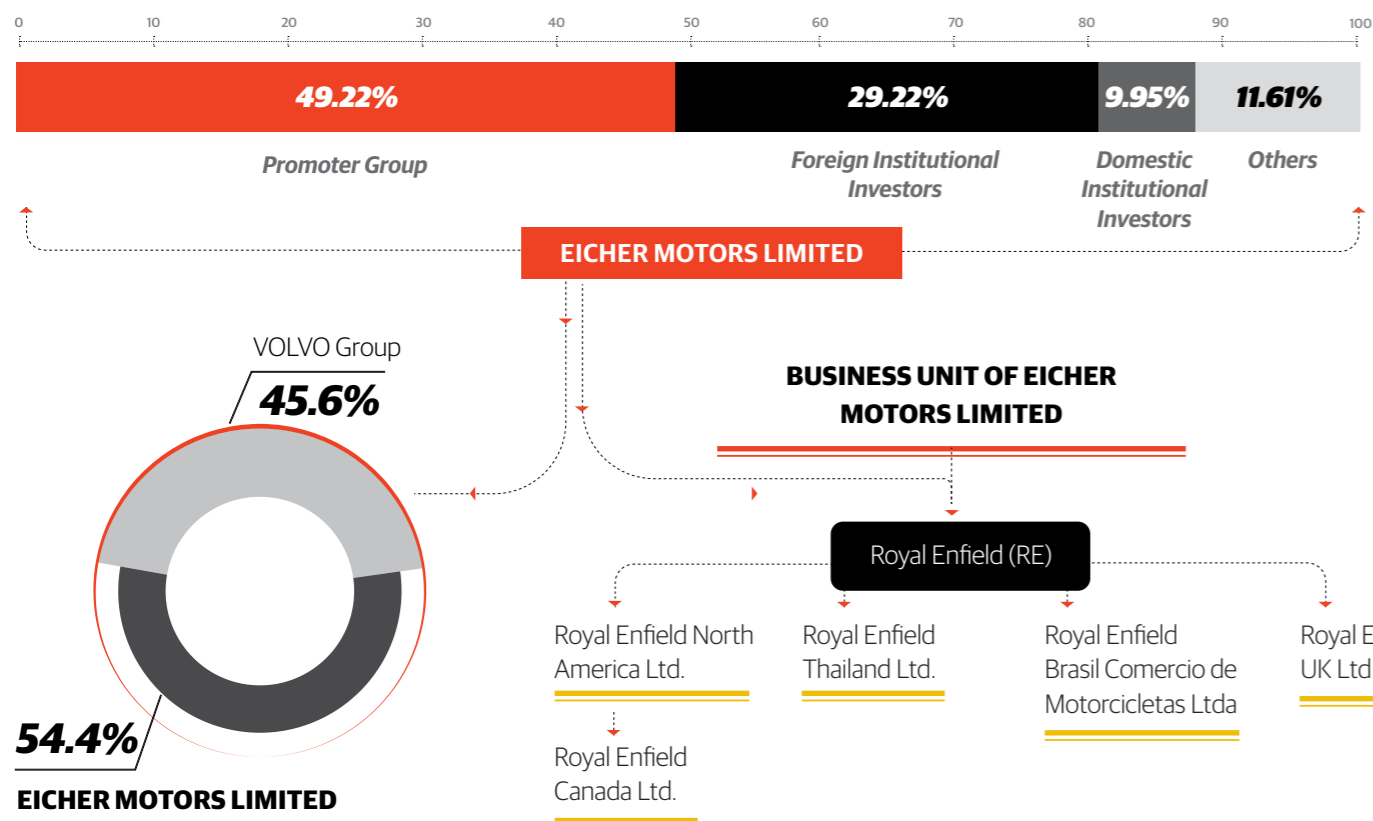 0 10 20 30 40 50 60 70 80 90 100
49.22% 29.22% 9.95% 11.61%
Promoter Group
Foreign Institutional
Investors
Domestic
Institutional
Investors
Others
EICHER MOTORS LIMITED
VOLVO Group
45.6%
54.4%
EICHER MOTORS LIMITED
BUSINESS UNIT OF EICHER
MOTORS LIMITED
Royal Enfield (RE)
Royal Enfield North
America Ltd.
Royal Enfield
Canada Ltd.
Royal Enfield
Thailand Ltd.
Royal Enfield
Brasil Comercio de
Motorcicletas Ltda
Royal E
UK Ltd